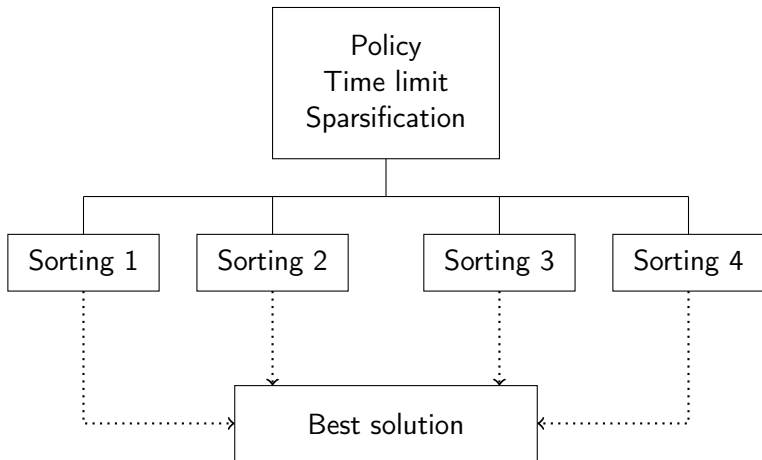 Policy
Time limit
Sparsification
Sorting 1
Sorting 2
Sorting 3
Sorting 4
Best solution